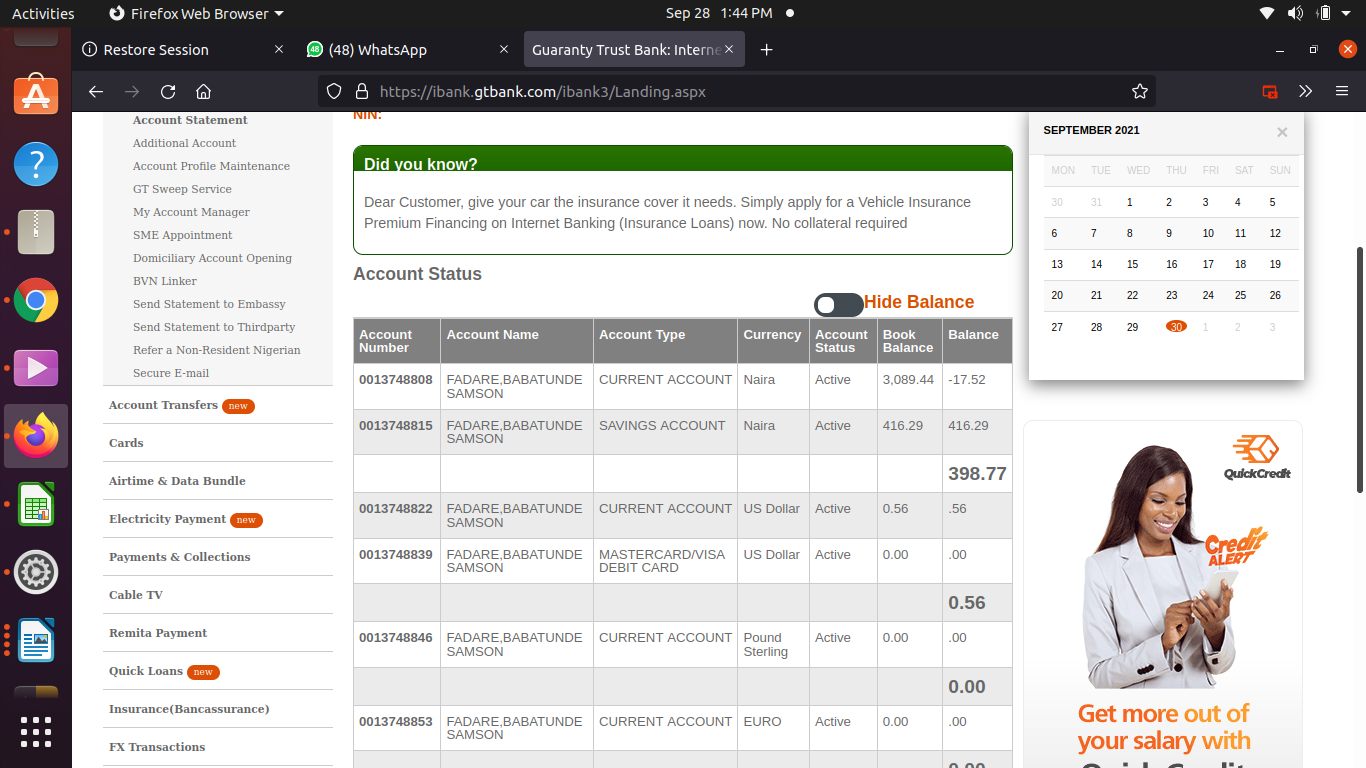 Activities Firefox Web Browser Sep 28 1:44 PM
Restore Session (48) WhatsApp Guaranty Trust Bank: Interne
https://ibank.gtbank.com/ibank3/Landing.aspx
Account Statement
Additional Account
Account Profile Maintenance
GT Sweep Service
My Account Manager
SME Appointment
Domiciliary Account Opening
BVN Linker
Send Statement to Embassy
Send Statement to Thirdparty
Refer a Non-Resident Nigerian
Secure E-mail
Account Transfers new
Cards
Airtime & Data Bundle
Electricity Payment new
Payments & Collections
Cable TV
Remita Payment
Quick Loans new
Insurance(Bancassurance)
FX Transactions
NIN:
Did you know?
Dear Customer, give your car the insurance cover it needs. Simply apply for a Vehicle Insurance
Premium Financing on Internet Banking (Insurance Loans) now. No collateral required
Account Status
Hide Balance
Account Number Account Name Account Type Currency Account Status Book Balance Balance
0013748808 FADARE,BABATUNDE SAMSON CURRENT ACCOUNT Naira Active 3,089.44 -17.52
0013748815 FADARE,BABATUNDE SAMSON SAVINGS ACCOUNT Naira Active 416.29 416.29
398.77
0013748822 FADARE,BABATUNDE SAMSON CURRENT ACCOUNT US Dollar Active 0.56 .56
0013748839 FADARE,BABATUNDE SAMSON MASTERCARD/VISA DEBIT CARD US Dollar Active 0.00 .00
0.56
0013748846 FADARE,BABATUNDE SAMSON CURRENT ACCOUNT Pound Sterling Active 0.00 .00
0.00
0013748853 FADARE,BABATUNDE SAMSON CURRENT ACCOUNT EURO Active 0.00 .00
0.00
SEPTEMBER 2021
MON TUE WED THU FRI SAT SUN
30 31 1 2 3 4 5
6 7 8 9 10 11 12
13 14 15 16 17 18 19
20 21 22 23 24 25 26
27 28 29 30 1 2 3
QuickCredit
Credit
ALERT
Get more out of
your salary with
Quick Credit